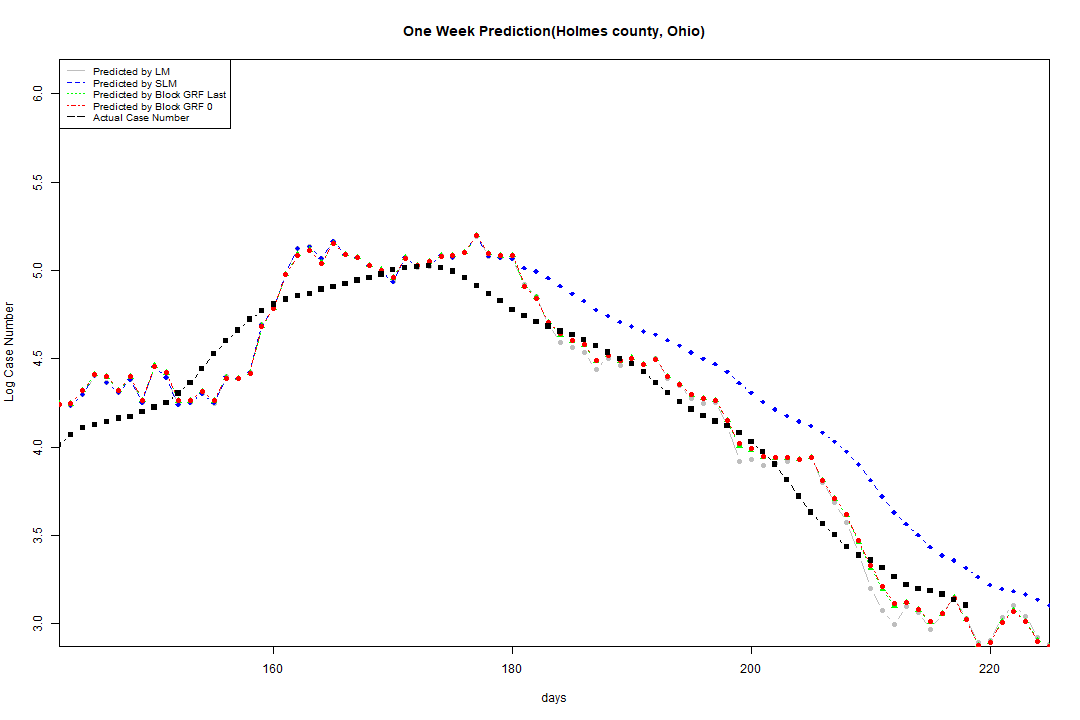 One Week Prediction(Holmes county, Ohio)
Predicted by LM
Predicted by SLM
Predicted by Block GRF Last
Predicted by Block GRF 0
Actual Case Number
6.0
5.5
5.0
4.5
4.0
3.5
3.0
Log Case Number
160 180 200 220
days